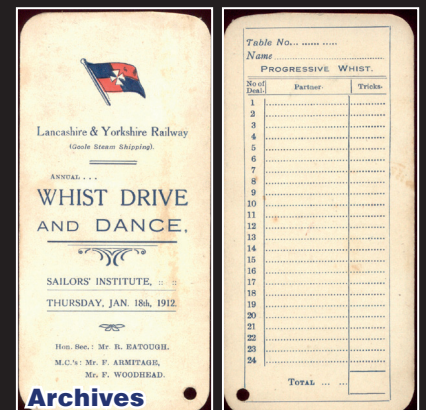 Lancashire & Yorkshire Railway
(Goole Steam Shipping).
ANNUAL . . .
WHIST DRIVE
AND DANCE,
SAILORS' INSTITUTE, :: ::
THURSDAY, JAN. 18th, 1912.
Hon. Sec.: Mr. R. EATOUGH.
M.C.'s: Mr. F. ARMITAGE,
Mr. F. WOODHEAD.
Archives
Table No... ...... .....
Name
PROGRESSIVE WHIST.
No of Deal. Partner. Tricks.
1
2
3
4
5
6
7
8
9
10
11
12
13
14
15
16
17
18
19
20
21
22
23
24
TOTAL ... ...